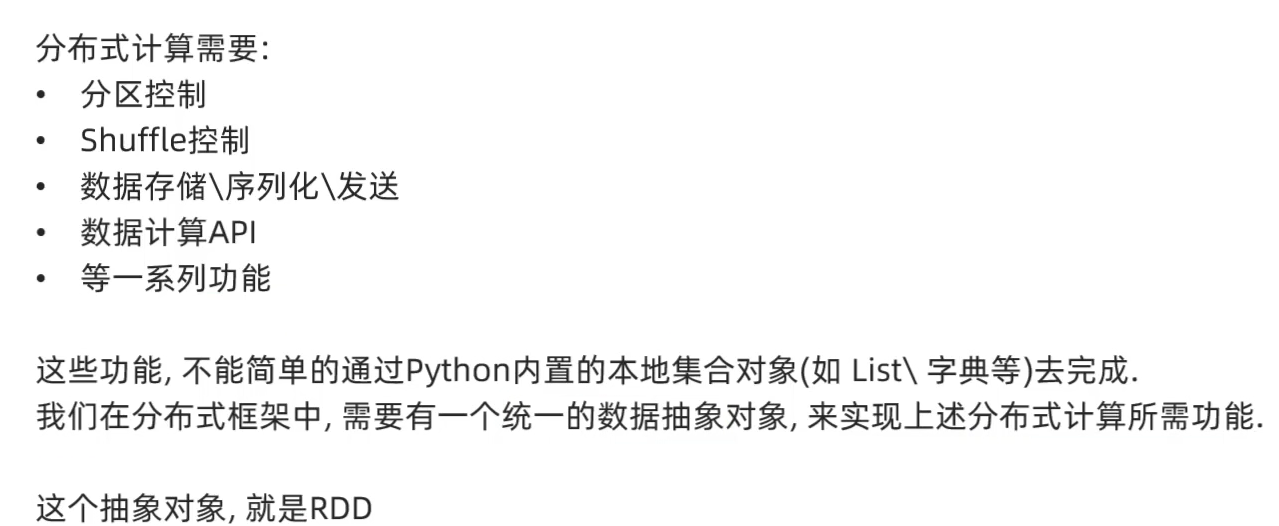 分布式计算需要:
• 分区控制
• Shuffle控制
• 数据存储\序列化\发送
• 数据计算API
• 等一系列功能
这些功能, 不能简单的通过Python内置的本地集合对象(如 List\ 字典等)去完成.
我们在分布式框架中, 需要有一个统一的数据抽象对象, 来实现上述分布式计算所需功能.
这个抽象对象, 就是RDD